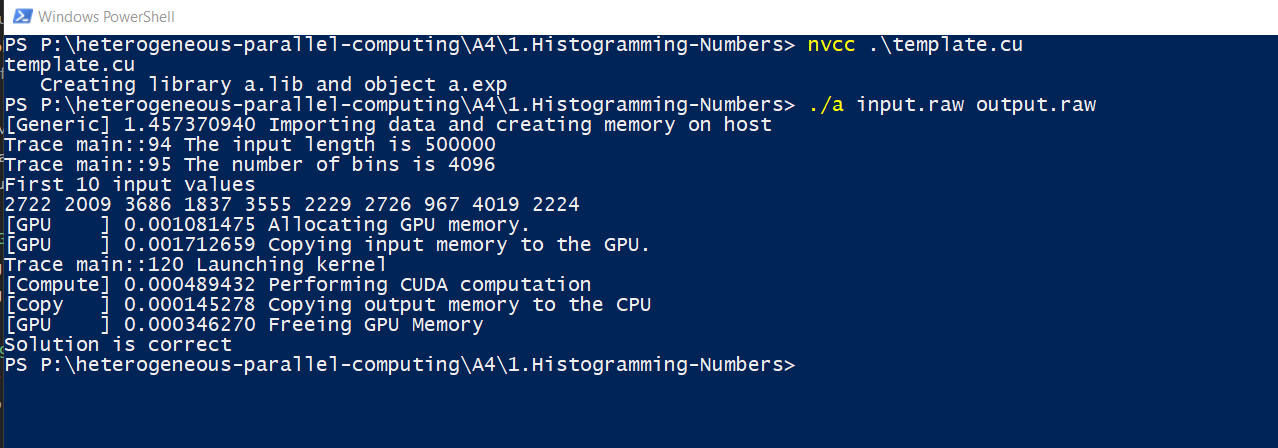 Windows PowerShell
PS P:\heterogeneous-parallel-computing\A4\1.Histogramming-Numbers> nvcc .\template.cu
template.cu
   Creating library a.lib and object a.exp
PS P:\heterogeneous-parallel-computing\A4\1.Histogramming-Numbers> ./a input.raw output.raw
[Generic] 1.457370940 Importing data and creating memory on host
Trace main::94 The input length is 500000
Trace main::95 The number of bins is 4096
First 10 input values
2722 2009 3686 1837 3555 2229 2726 967 4019 2224
[GPU    ] 0.001081475 Allocating GPU memory.
[GPU    ] 0.001712659 Copying input memory to the GPU.
Trace main::120 Launching kernel
[Compute] 0.000489432 Performing CUDA computation
[Copy   ] 0.000145278 Copying output memory to the CPU
[GPU    ] 0.000346270 Freeing GPU Memory
Solution is correct
PS P:\heterogeneous-parallel-computing\A4\1.Histogramming-Numbers>